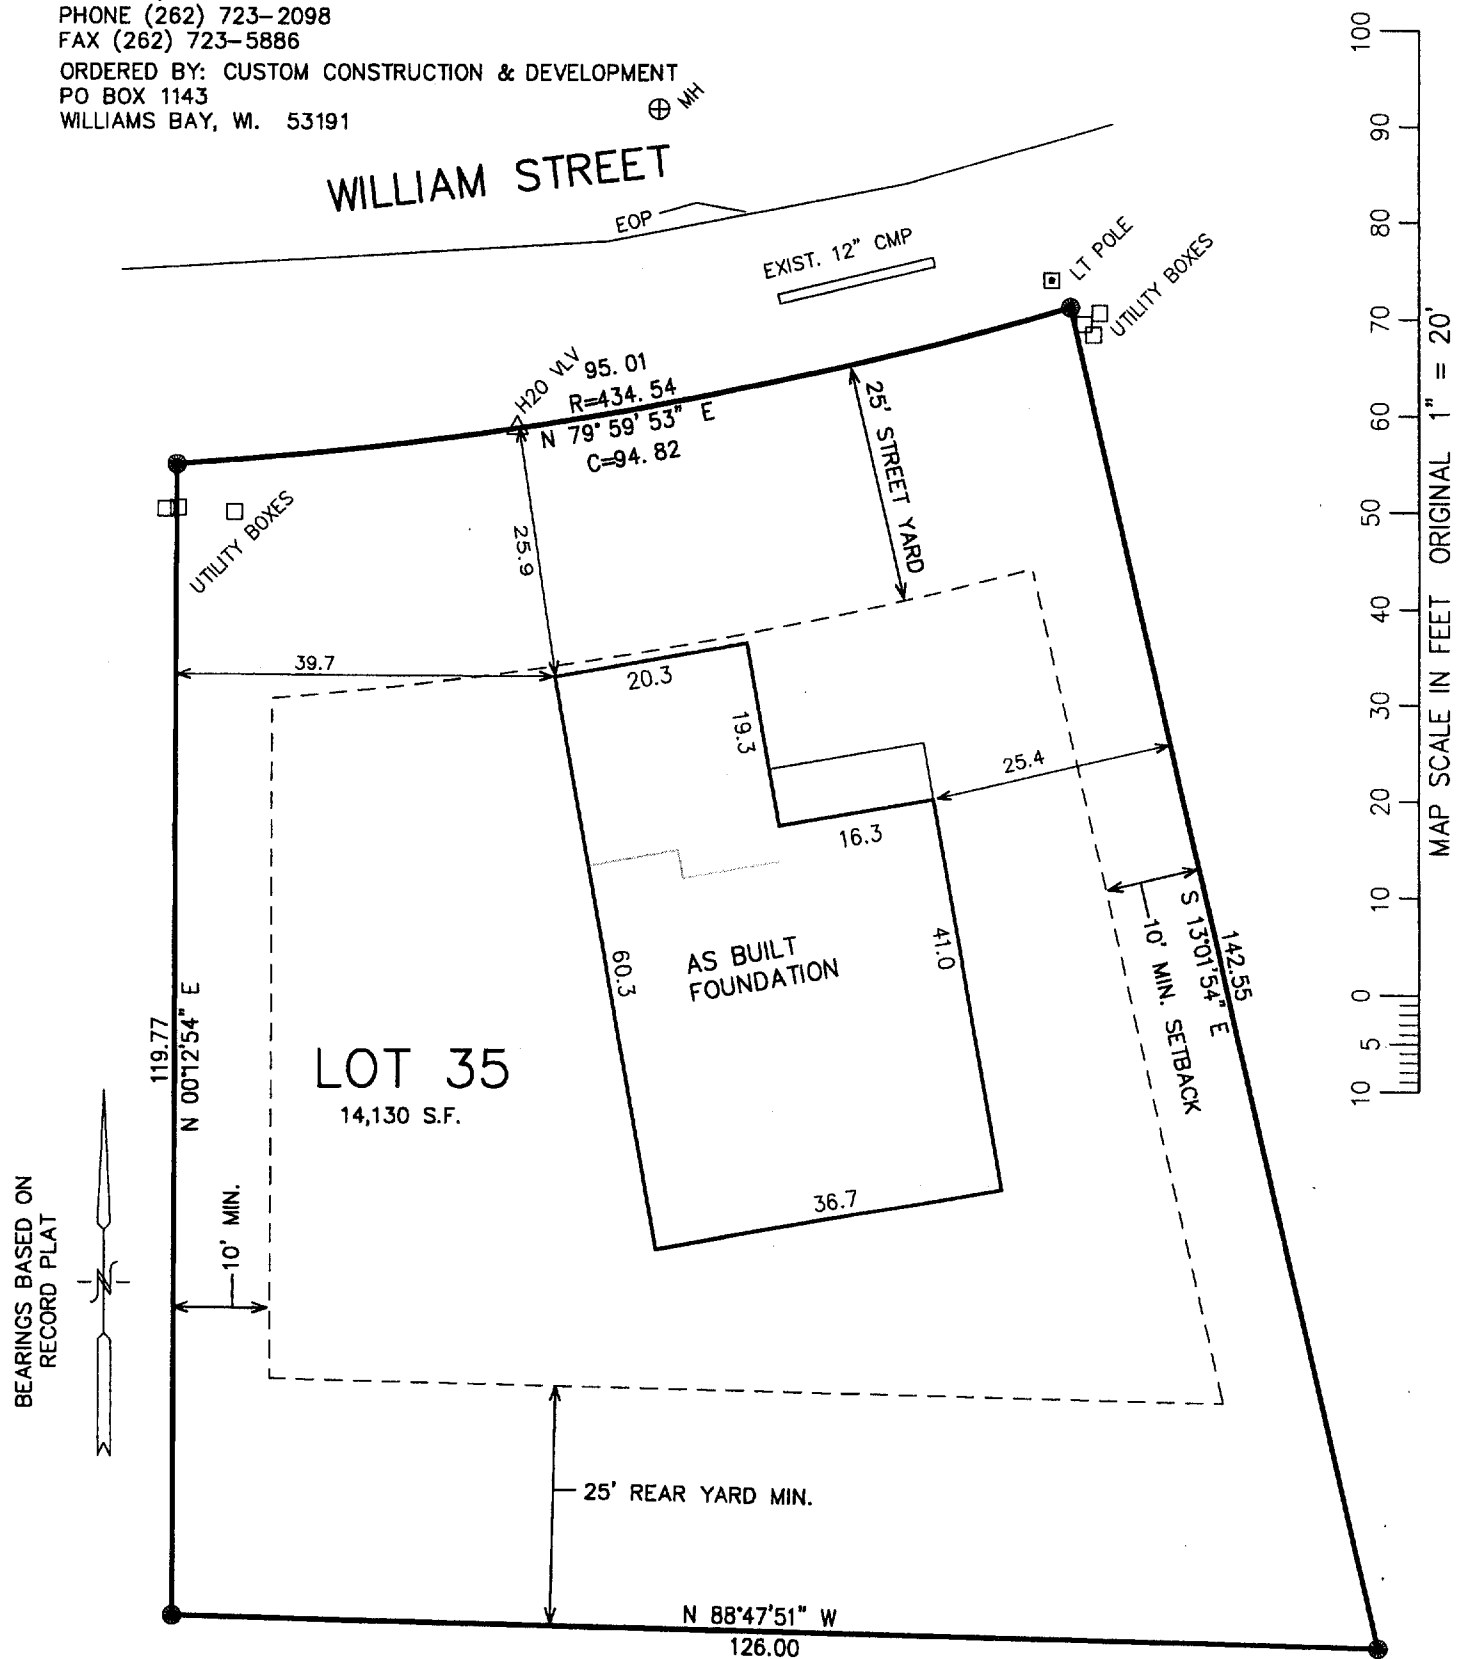 PHONE (262) 723-2098
FAX (262) 723-5886
ORDERED BY: CUSTOM CONSTRUCTION & DEVELOPMENT
PO BOX 1143
WILLIAMS BAY, WI. 53191
MH
WILLIAM STREET
EOP
EXIST. 12" CMP
LT POLE
UTILITY BOXES
H20 VLV
95.01
R=434.54
N 79°59'53" E
C=94.82
UTILITY BOXES
25' STREET YARD
25.9
39.7
20.3
19.3
25.4
16.3
AS BUILT
FOUNDATION
60.3
41.0
36.7
10' MIN. SETBACK
S 13°01'54" E
142.55
119.77
N 00°12'54" E
LOT 35
14,130 S.F.
10' MIN.
BEARINGS BASED ON
RECORD PLAT
N
25' REAR YARD MIN.
N 88°47'51" W
126.00
100
90
80
70
60
50
40
30
20
10
0
5
10
MAP SCALE IN FEET ORIGINAL 1" = 20'